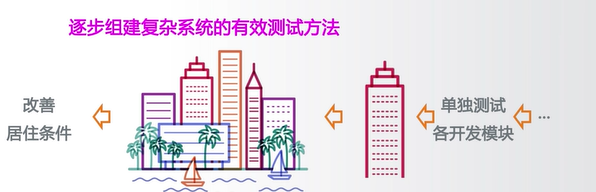 逐步组建复杂系统的有效测试方法
改善
居住条件
单独测试
各开发模块
...